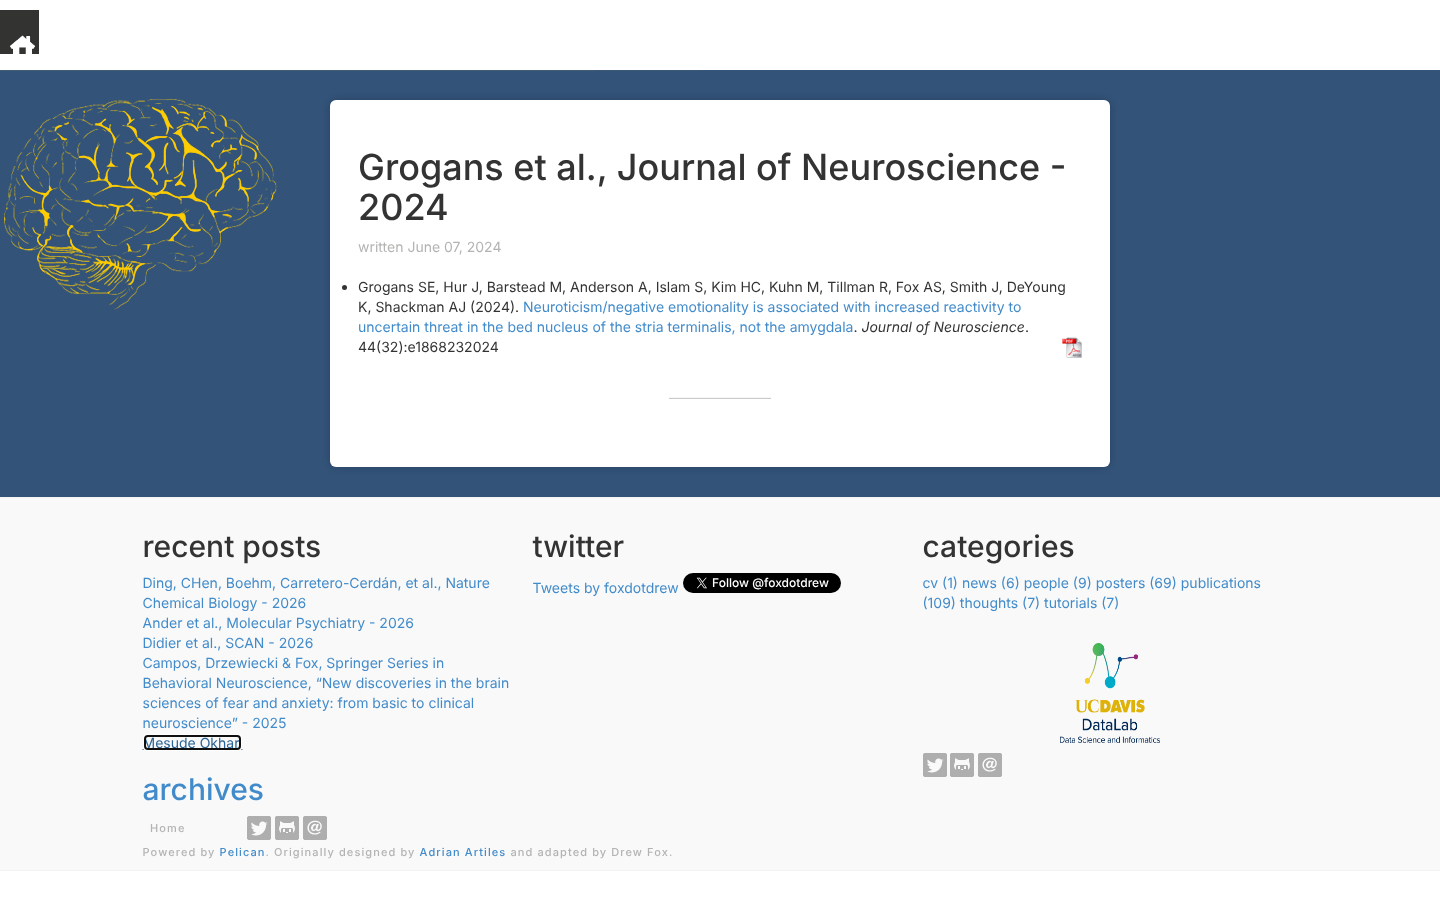 Grogans et al., Journal of Neuroscience -
2024
written June 07, 2024
Grogans SE, Hur J, Barstead M, Anderson A, Islam S, Kim HC, Kuhn M, Tillman R, Fox AS, Smith J, DeYoung
K, Shackman AJ (2024). Neuroticism/negative emotionality is associated with increased reactivity to
uncertain threat in the bed nucleus of the stria terminalis, not the amygdala. Journal of Neuroscience.
44(32):e1868232024
PDF
recent posts
Ding, CHen, Boehm, Carretero-Cerdán, et al., Nature
Chemical Biology - 2026
Ander et al., Molecular Psychiatry - 2026
Didier et al., SCAN - 2026
Campos, Drzewiecki & Fox, Springer Series in
Behavioral Neuroscience, “New discoveries in the brain
sciences of fear and anxiety: from basic to clinical
neuroscience” - 2025
Mesude Okhan
archives
Home
Powered by Pelican. Originally designed by Adrian Artiles and adapted by Drew Fox.
twitter
Tweets by foxdotdrew Follow @foxdotdrew
categories
cv (1) news (6) people (9) posters (69) publications
(109) thoughts (7) tutorials (7)
UCDAVIS
DataLab
Data Science and Informatics